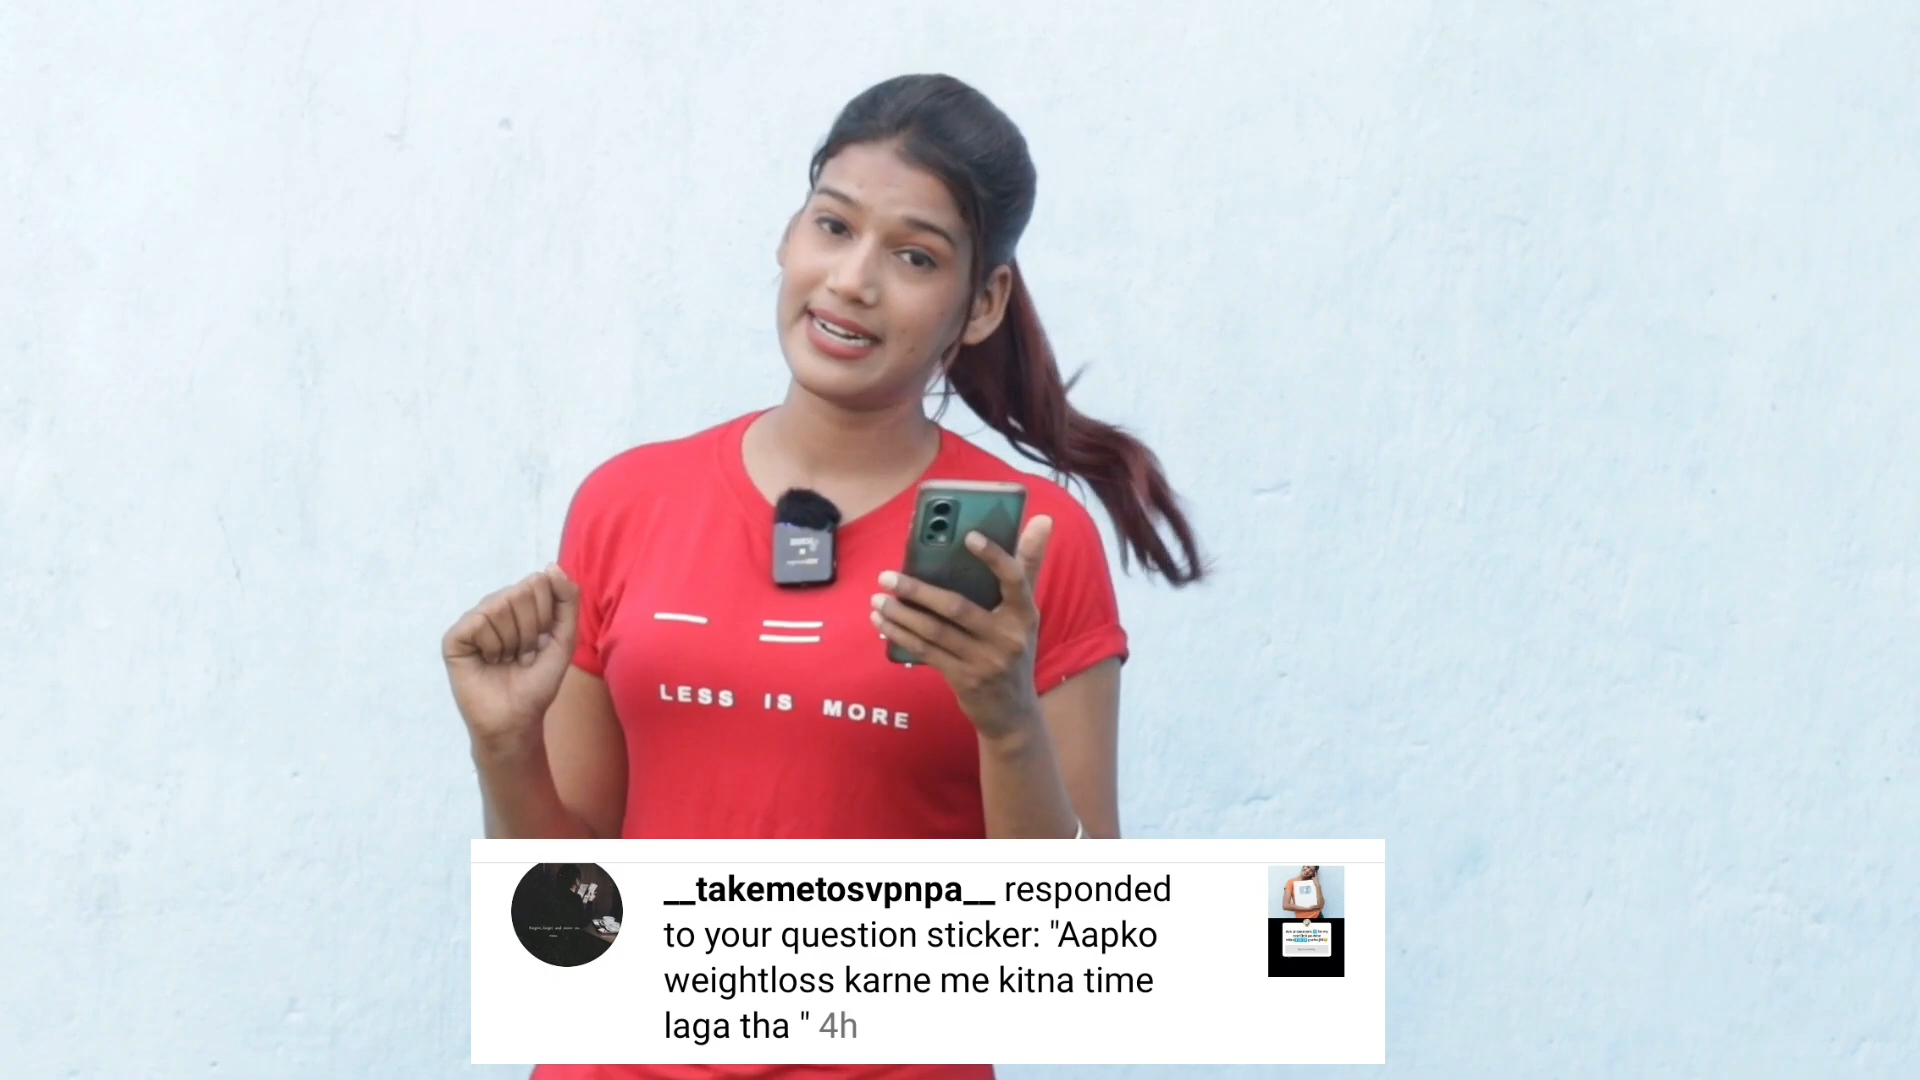 LESS IS MORE
__takemetosvpnpa__ responded
to your question sticker: "Aapko
weightloss karne me kitna time
laga tha " 4h